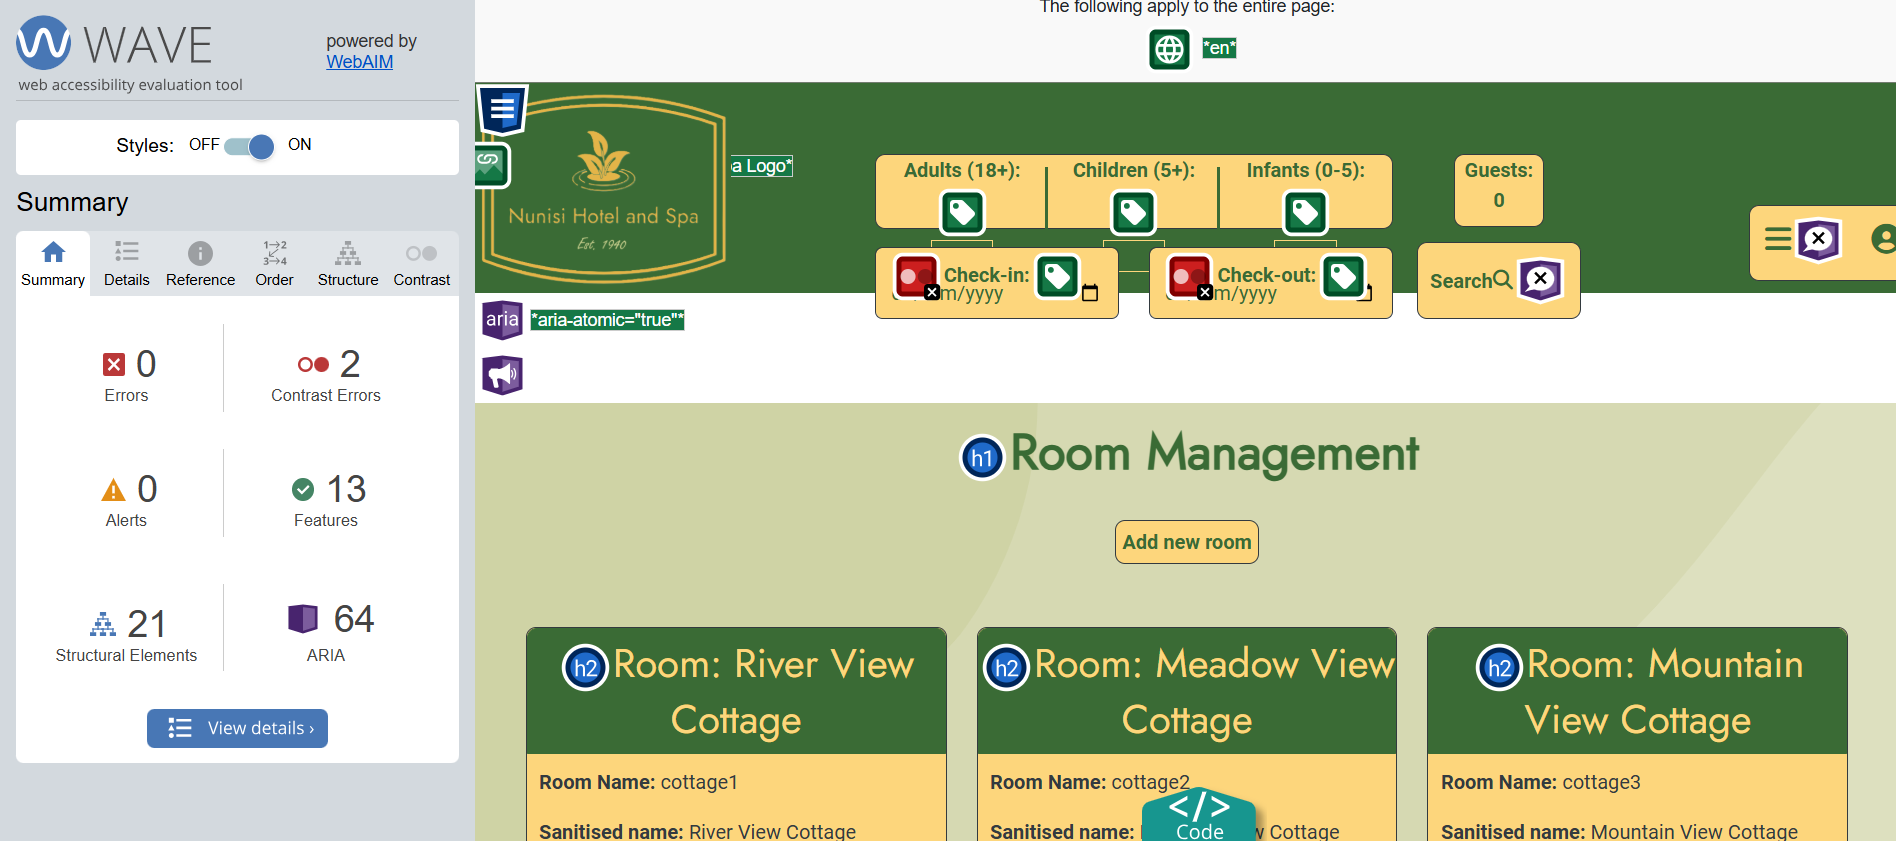 WAVE
web accessibility evaluation tool
powered by
WebAIM
Styles: OFF ON
Summary
Summary Details Reference Order Structure Contrast
0
Errors
2
Contrast Errors
0
Alerts
13
Features
21
Structural Elements
64
ARIA
View details ›
The following apply to the entire page:
*en*
a Logo*
Nunisi Hotel and Spa
Est. 1940
Adults (18+):
Children (5+):
Infants (0-5):
Guests:
0
Check-in:
m/yyyy
Check-out:
m/yyyy
Search
aria *aria-atomic="true"*
h1 Room Management
Add new room
h2 Room: River View
Cottage
Room Name: cottage1
Sanitised name: River View Cottage
h2 Room: Meadow View
Cottage
Room Name: cottage2
Sanitised name: w Cottage
h2 Room: Mountain
View Cottage
Room Name: cottage3
Sanitised name: Mountain View Cottage
</>
Code